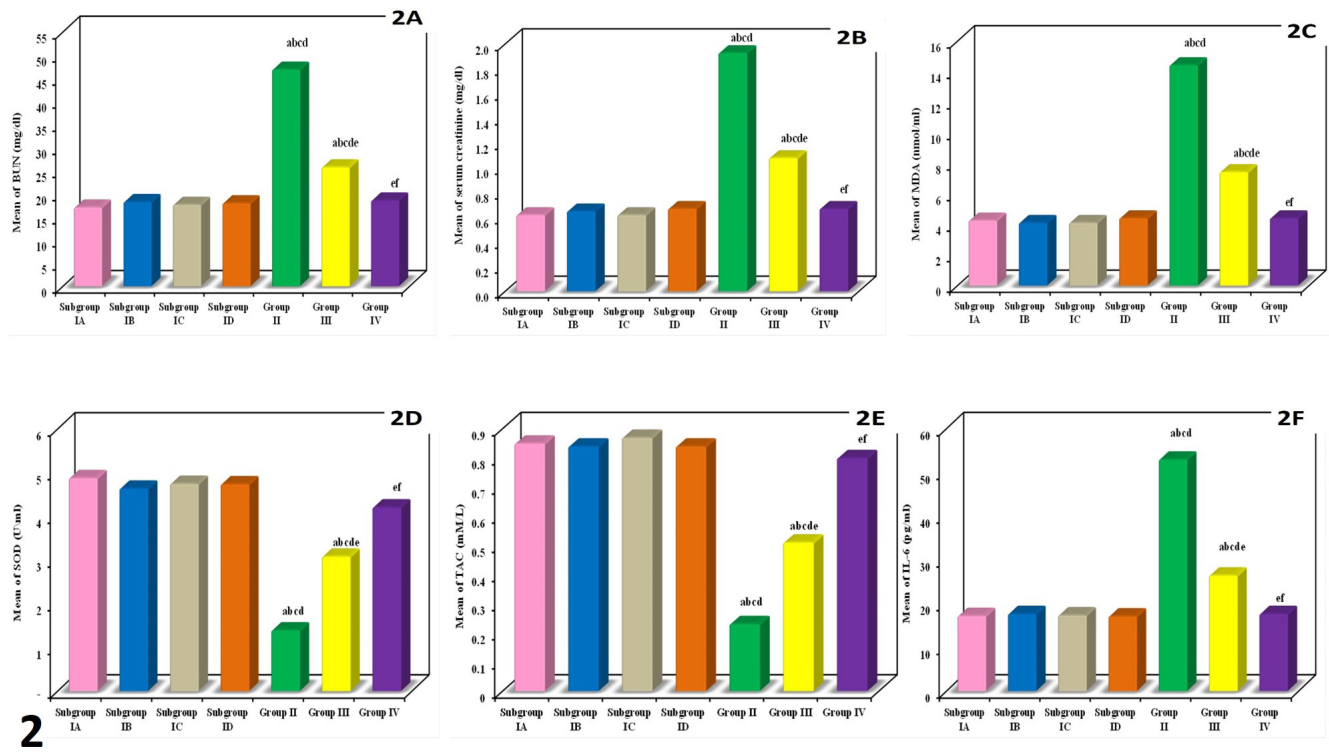 2A
Mean of BUN (mg/dl)
55
50
45
40
35
30
25
20
15
10
5
0
abcd
abcde
ef
Subgroup IA
Subgroup IB
Subgroup IC
Subgroup ID
Group II
Group III
Group IV
2B
Mean of serum creatinine (mg/dl)
2.0
1.8
1.6
1.4
1.2
1.0
0.8
0.6
0.4
0.2
0.0
abcd
abcde
ef
Subgroup IA
Subgroup IB
Subgroup IC
Subgroup ID
Group II
Group III
Group IV
2C
Mean of MDA (nmol/ml)
16
14
12
10
8
6
4
2
0
abcd
abcde
ef
Subgroup IA
Subgroup IB
Subgroup IC
Subgroup ID
Group II
Group III
Group IV
2D
Mean of SOD (U/ml)
6
5
4
3
2
1
-
abcd
abcde
ef
Subgroup IA
Subgroup IB
Subgroup IC
Subgroup ID
Group II
Group III
Group IV
2E
Mean of TAC (mM/L)
0.9
0.8
0.7
0.6
0.5
0.4
0.3
0.2
0.1
0
abcd
abcde
ef
Subgroup IA
Subgroup IB
Subgroup IC
Subgroup ID
Group II
Group III
Group IV
2F
Mean of IL-6 (pg/ml)
60
50
40
30
20
10
0
abcd
abcde
ef
Subgroup IA
Subgroup IB
Subgroup IC
Subgroup ID
Group II
Group III
Group IV
2